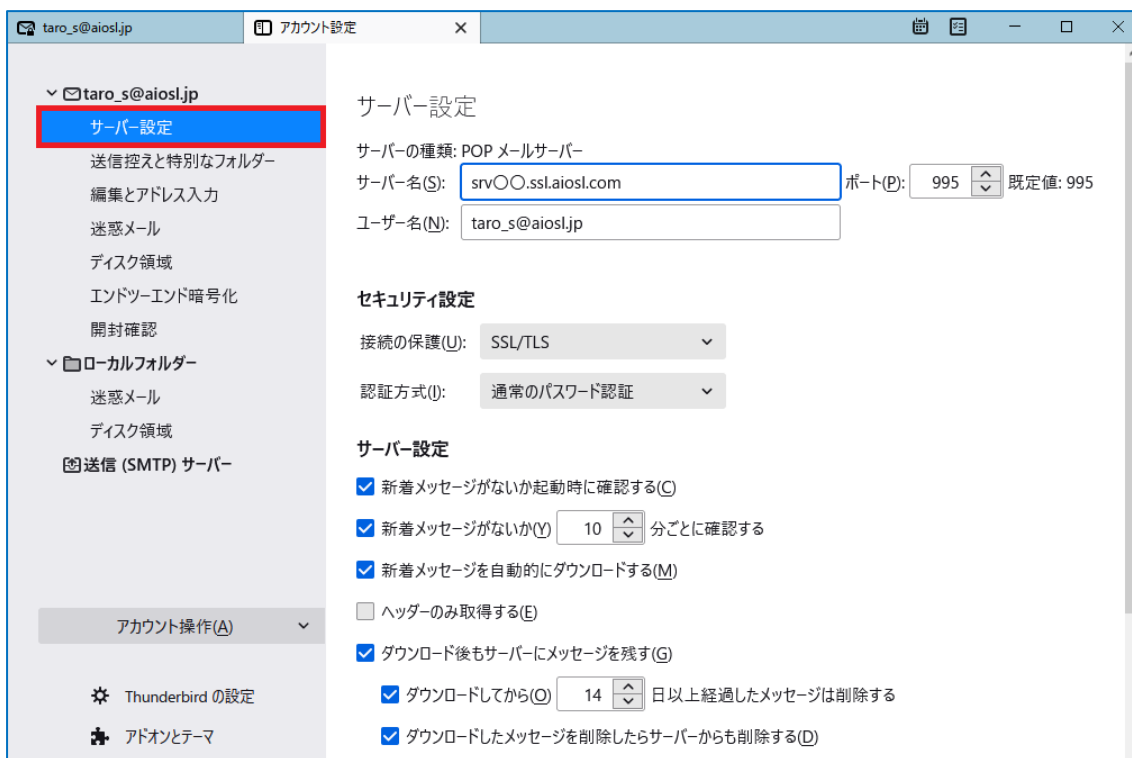 taro_s@aiosl.jp
アカウント設定
taro_s@aiosl.jp
サーバー設定
送信控えと特別なフォルダー
編集とアドレス入力
迷惑メール
ディスク領域
エンドツーエンド暗号化
開封確認
ローカルフォルダー
迷惑メール
ディスク領域
送信 (SMTP) サーバー
アカウント操作(A)
Thunderbird の設定
アドオンとテーマ
サーバー設定
サーバーの種類: POP メールサーバー
サーバー名(S): srv〇〇.ssl.aiosl.com ポート(P): 995 既定値: 995
ユーザー名(N): taro_s@aiosl.jp
セキュリティ設定
接続の保護(U): SSL/TLS
認証方式(I): 通常のパスワード認証
サーバー設定
新着メッセージがないか起動時に確認する(C)
新着メッセージがないか(Y) 10 分ごとに確認する
新着メッセージを自動的にダウンロードする(M)
ヘッダーのみ取得する(E)
ダウンロード後もサーバーにメッセージを残す(G)
ダウンロードしてから(O) 14 日以上経過したメッセージは削除する
ダウンロードしたメッセージを削除したらサーバーからも削除する(D)